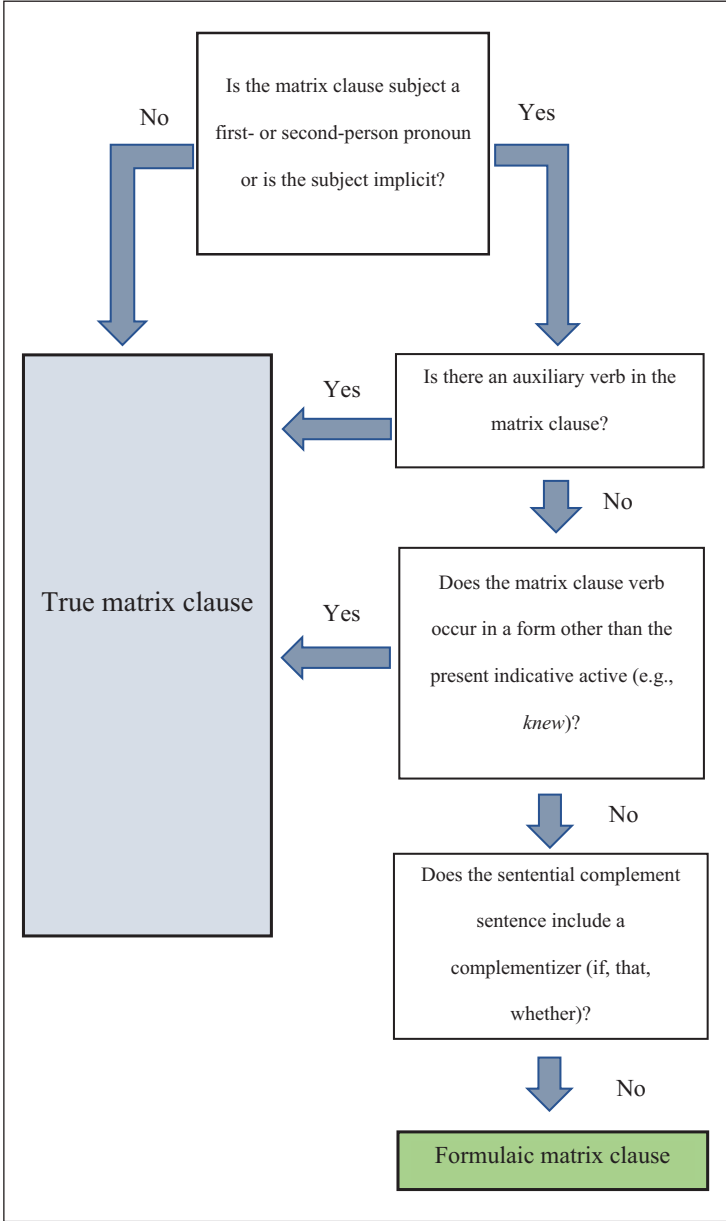 Is the matrix clause subject a
first- or second-person pronoun
or is the subject implicit?
No
Yes
Is there an auxiliary verb in the
matrix clause?
Yes
No
Does the matrix clause verb
occur in a form other than the
present indicative active (e.g.,
knew)?
Yes
True matrix clause
No
Does the sentential complement
sentence include a
complementizer (if, that,
whether)?
No
Formulaic matrix clause